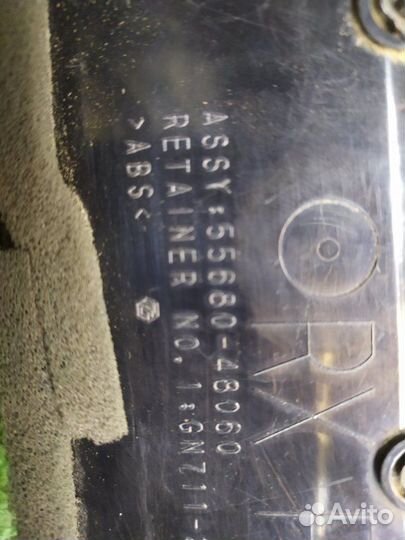 ASSY:55680-48060
RETAINER NO. 1:GN711-
>ABS<
RX
Avito